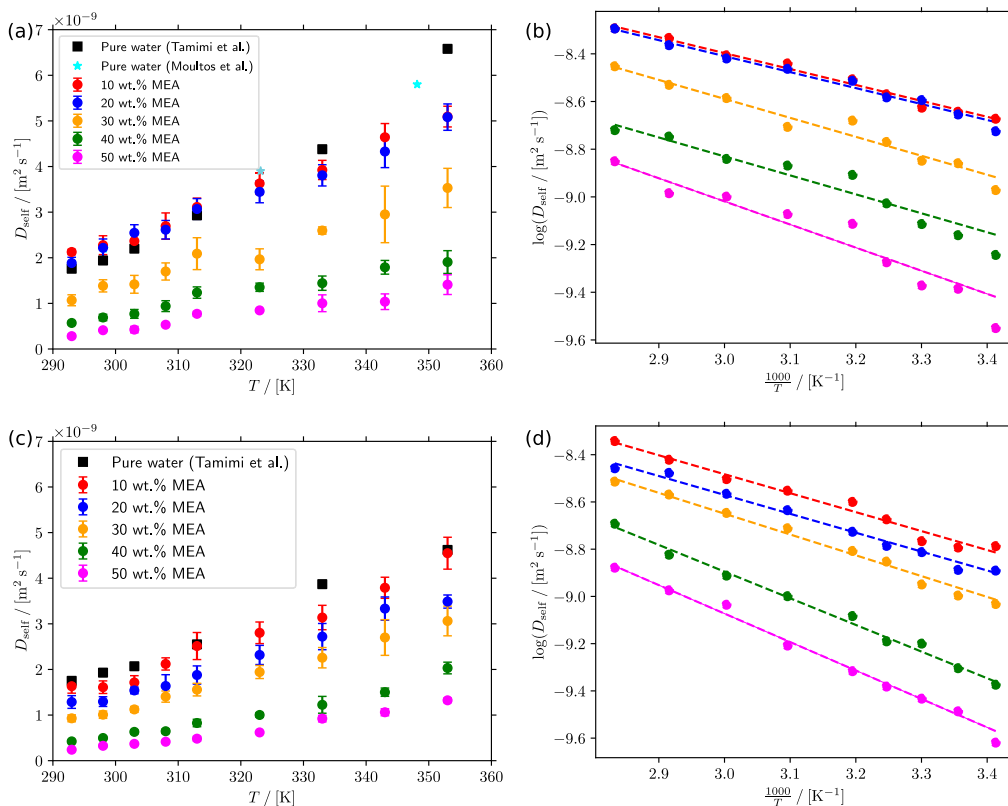 (a)
×10⁻⁹
Pure water (Tamimi et al.)
Pure water (Moultos et al.)
10 wt.% MEA
20 wt.% MEA
30 wt.% MEA
40 wt.% MEA
50 wt.% MEA
7
6
5
4
3
2
1
0
D_self / [m² s⁻¹]
290 300 310 320 330 340 350 360
T / [K]
(b)
−8.4
−8.6
−8.8
−9.0
−9.2
−9.4
−9.6
log(D_self / [m² s⁻¹])
2.9 3.0 3.1 3.2 3.3 3.4
1000/T / [K⁻¹]
(c)
×10⁻⁹
Pure water (Tamimi et al.)
10 wt.% MEA
20 wt.% MEA
30 wt.% MEA
40 wt.% MEA
50 wt.% MEA
7
6
5
4
3
2
1
0
D_self / [m² s⁻¹]
290 300 310 320 330 340 350 360
T / [K]
(d)
−8.4
−8.6
−8.8
−9.0
−9.2
−9.4
−9.6
log(D_self / [m² s⁻¹])
2.9 3.0 3.1 3.2 3.3 3.4
1000/T / [K⁻¹]